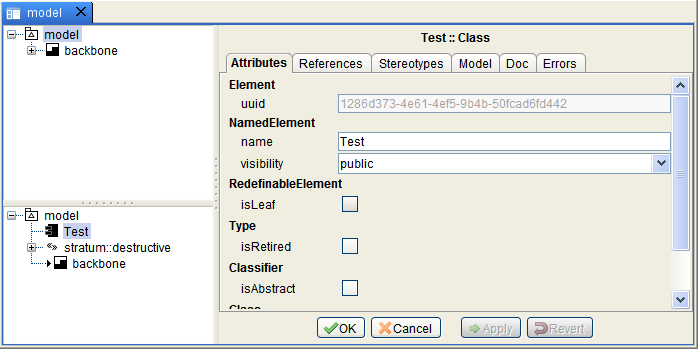 model
model
backbone
model
Test
stratum::destructive
backbone
Test :: Class
Attributes References Stereotypes Model Doc Errors
Element
uuid 1286d373-4e61-4ef5-9b4b-50fcad6fd442
NamedElement
name Test
visibility public
RedefinableElement
isLeaf
Type
isRetired
Classifier
isAbstract
Class
OK Cancel Apply Revert